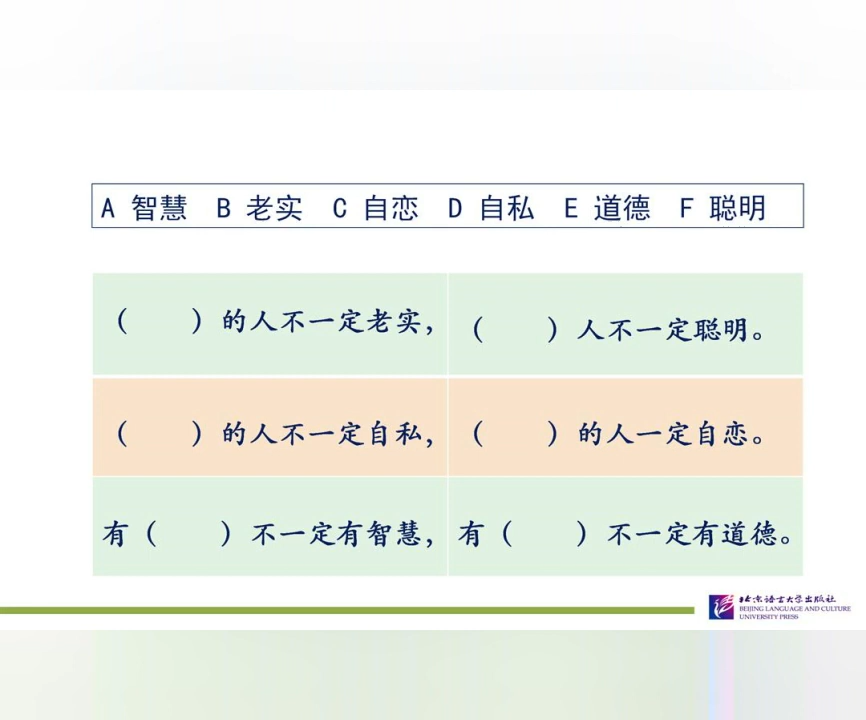 A 智慧 B 老实 C 自恋 D 自私 E 道德 F 聪明
（ ）的人不一定老实，（ ）人不一定聪明。
（ ）的人不一定自私，（ ）的人一定自恋。
有（ ）不一定有智慧，有（ ）不一定有道德。
北京语言大学出版社
BEIJING LANGUAGE AND CULTURE
UNIVERSITY PRESS